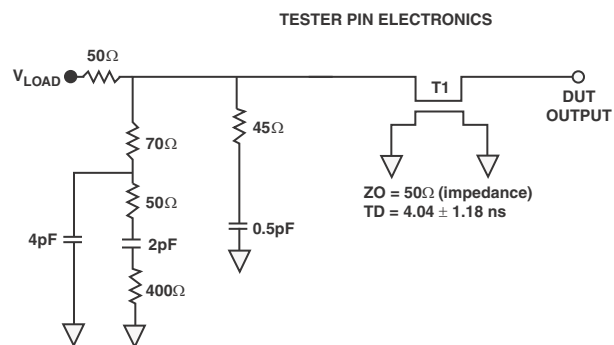 TESTER PIN ELECTRONICS
50Ω
VLOAD
T1
DUT
OUTPUT
70Ω
45Ω
50Ω
ZO = 50Ω (impedance)
TD = 4.04 ± 1.18 ns
4pF
2pF
0.5pF
400Ω